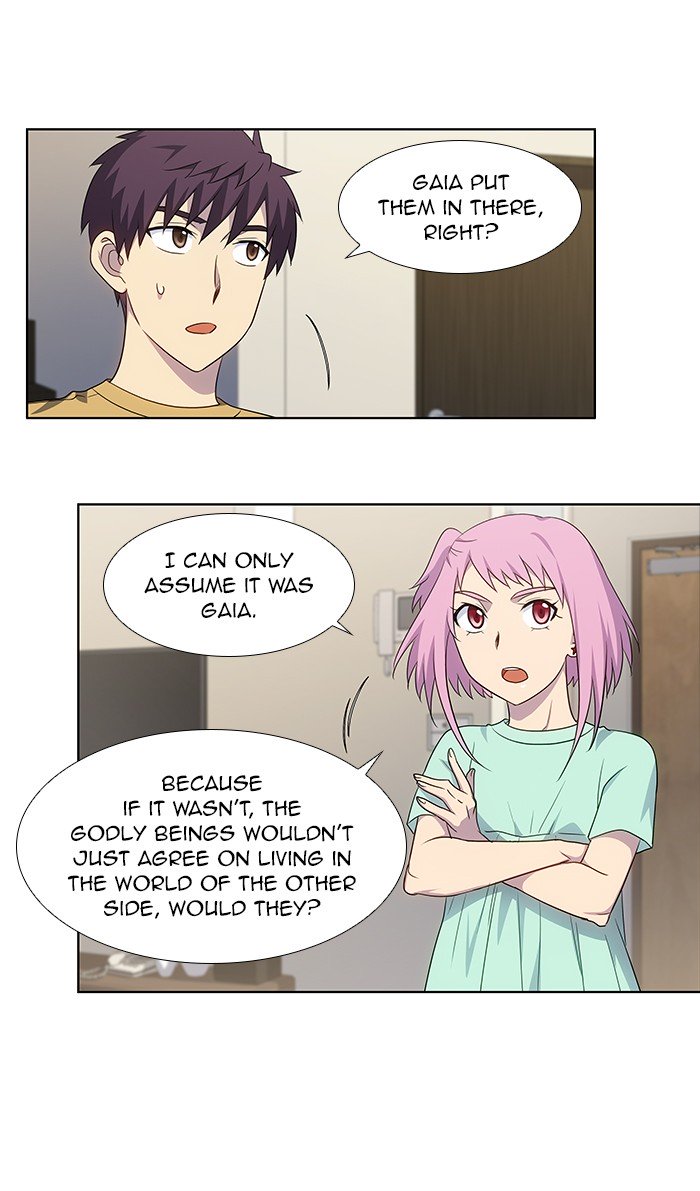 GAIA PUT
THEM IN THERE,
RIGHT?
I CAN ONLY
ASSUME IT WAS
GAIA.
BECAUSE
IF IT WASN'T, THE
GODLY BEINGS WOULDN'T
JUST AGREE ON LIVING IN
THE WORLD OF THE OTHER
SIDE, WOULD THEY?